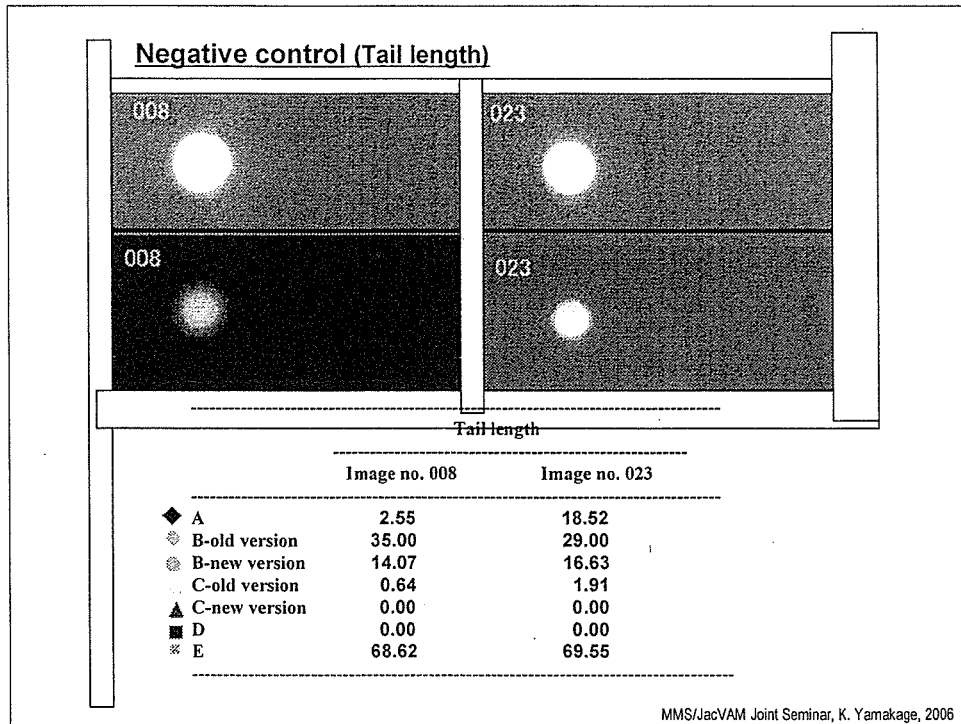 Negative control (Tail length)
008
023
008
023
Tail length
Image no. 008 Image no. 023
A 2.55 18.52
B-old version 35.00 29.00
B-new version 14.07 16.63
C-old version 0.64 1.91
C-new version 0.00 0.00
D 0.00 0.00
E 68.62 69.55
MMS/JacVAM Joint Seminar, K. Yamakage, 2006